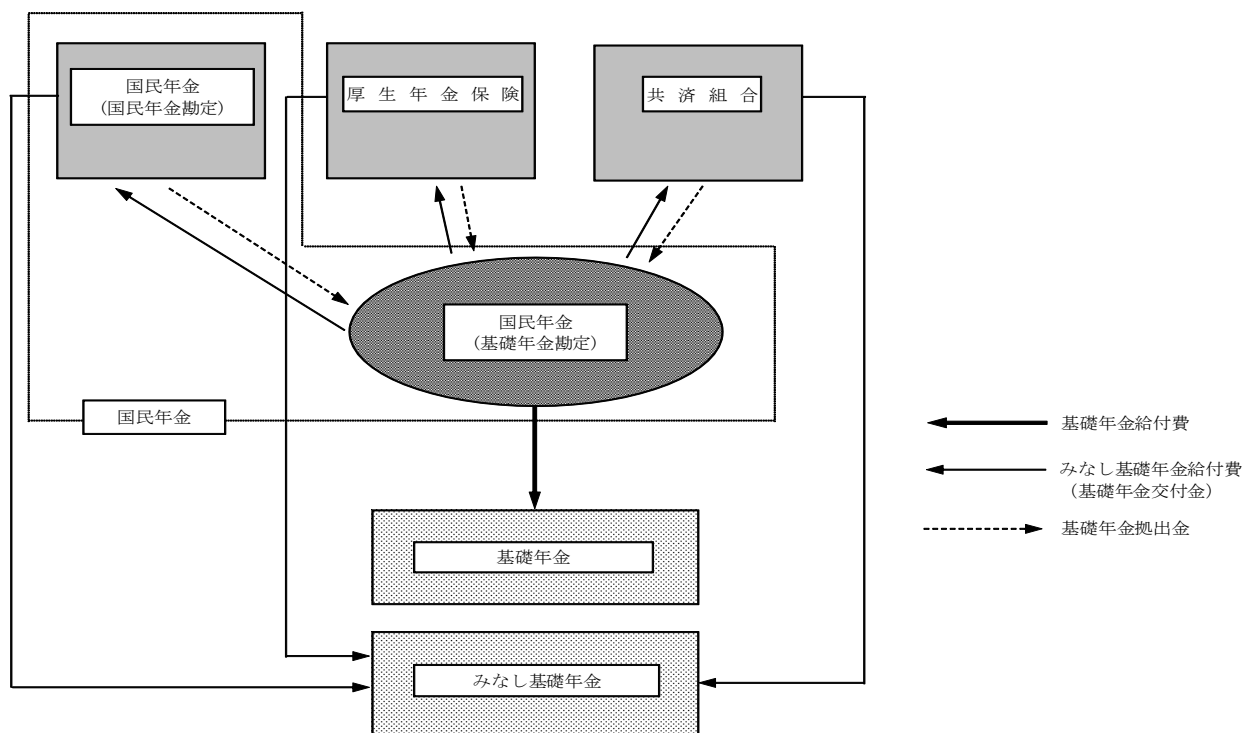 国民年金
(国民年金勘定)
厚生年金保険
共済組合
国民年金
(基礎年金勘定)
国民年金
基礎年金給付費
みなし基礎年金給付費
（基礎年金交付金）
基礎年金拠出金
基礎年金
みなし基礎年金